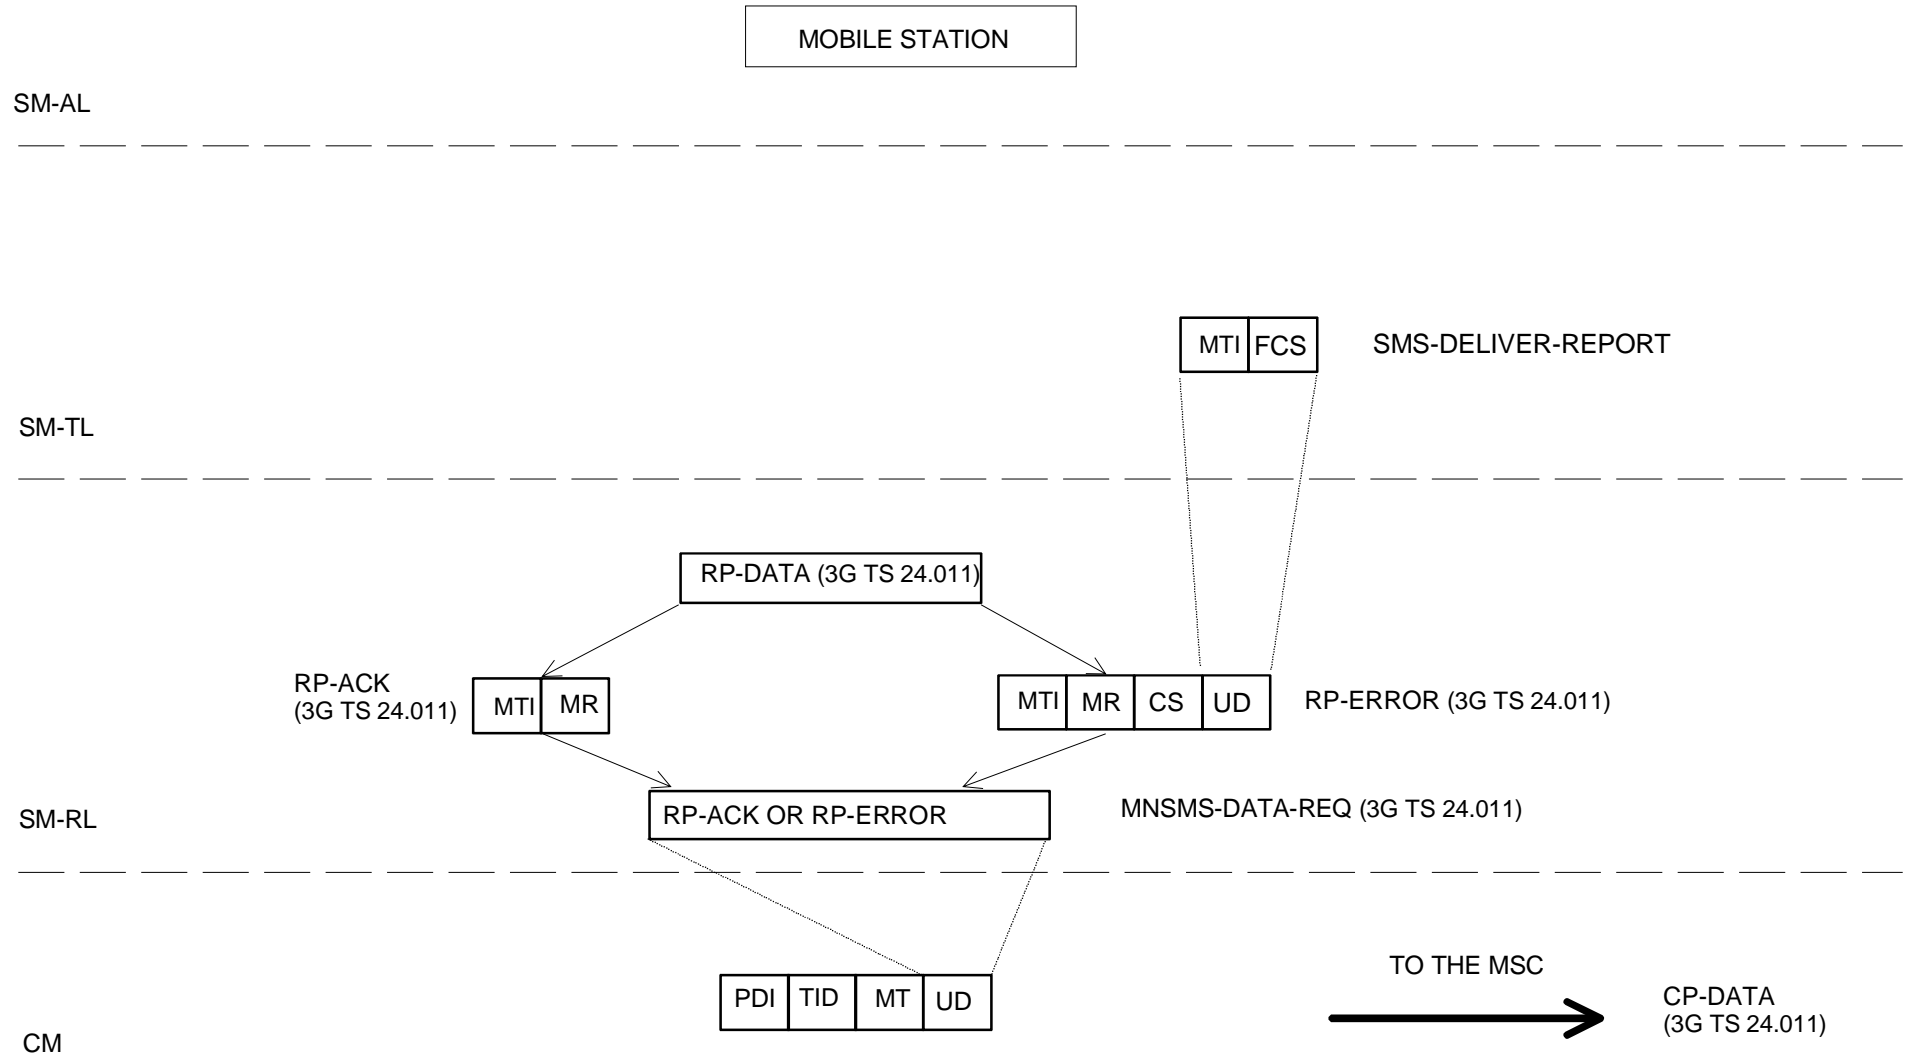 MOBILE STATION
SM-AL
MTI FCS SMS-DELIVER-REPORT
SM-TL
RP-DATA (3G TS 24.011)
RP-ACK
(3G TS 24.011)
MTI MR
MTI MR CS UD
RP-ERROR (3G TS 24.011)
RP-ACK OR RP-ERROR
MNSMS-DATA-REQ (3G TS 24.011)
SM-RL
TO THE MSC
PDI TID MT UD
CP-DATA
(3G TS 24.011)
CM